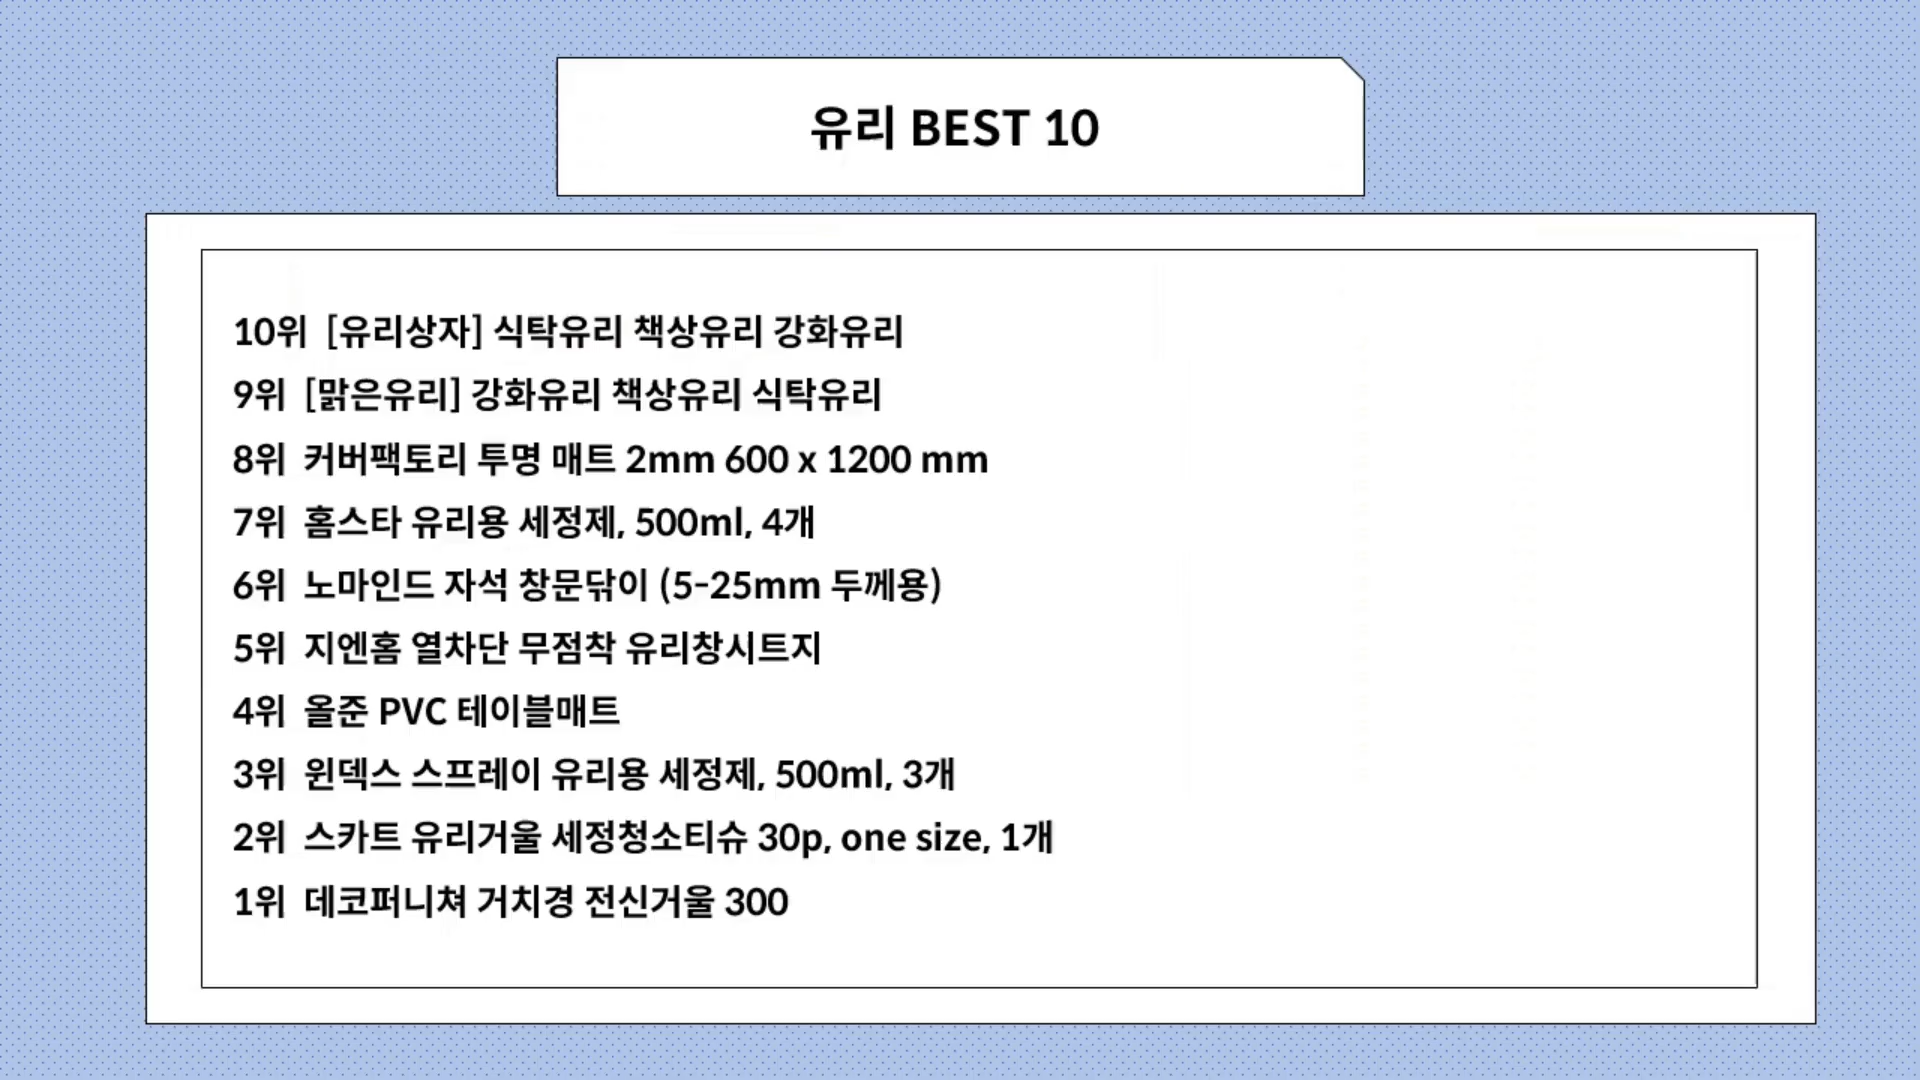 유리 BEST 10
10위 [유리상자] 식탁유리 책상유리 강화유리
9위 [맑은유리] 강화유리 책상유리 식탁유리
8위 커버팩토리 투명 매트 2mm 600 x 1200 mm
7위 홈스타 유리용 세정제, 500ml, 4개
6위 노마인드 자석 창문닦이 (5-25mm 두께용)
5위 지엔홈 열차단 무점착 유리창시트지
4위 올준 PVC 테이블매트
3위 윈덱스 스프레이 유리용 세정제, 500ml, 3개
2위 스카트 유리거울 세정청소티슈 30p, one size, 1개
1위 데코퍼니쳐 거치경 전신거울 300